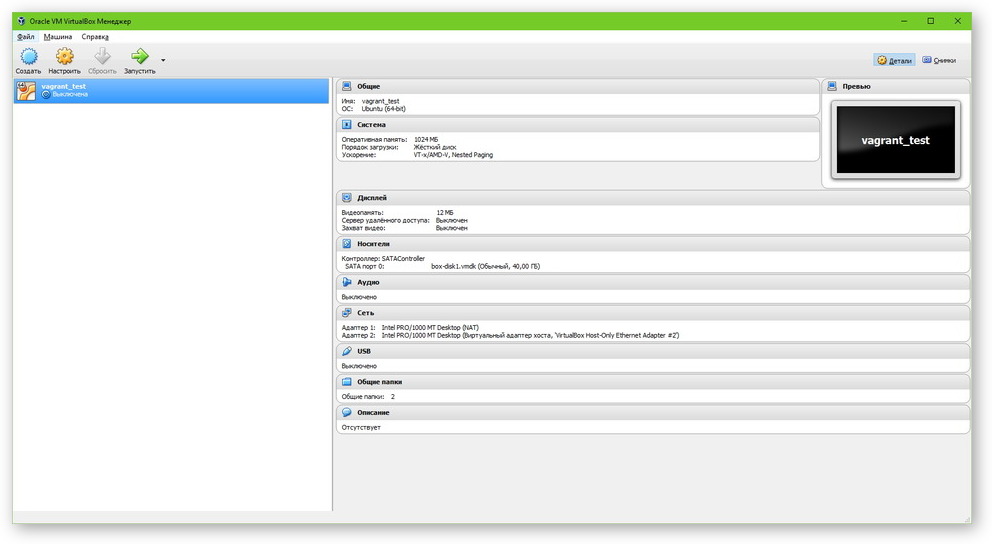 Oracle VM VirtualBox Менеджер
Файл Машина Справка
Создать Настроить Сбросить Запустить
Детали Снимки
vagrant_test
Выключена
Общие
Имя: vagrant_test
ОС: Ubuntu (64-bit)
Система
Оперативная память: 1024 МБ
Порядок загрузки: Жёсткий диск
Ускорение: VT-x/AMD-V, Nested Paging
Превью
vagrant_test
Дисплей
Видеопамять: 12 МБ
Сервер удалённого доступа: Выключен
Захват видео: Выключен
Носители
Контроллер: SATAController
SATA порт 0: box-disk1.vmdk (Обычный, 40,00 ГБ)
Аудио
Выключено
Сеть
Адаптер 1: Intel PRO/1000 MT Desktop (NAT)
Адаптер 2: Intel PRO/1000 MT Desktop (Виртуальный адаптер хоста, 'VirtualBox Host-Only Ethernet Adapter #2')
USB
Выключено
Общие папки
Общие папки: 2
Описание
Отсутствует